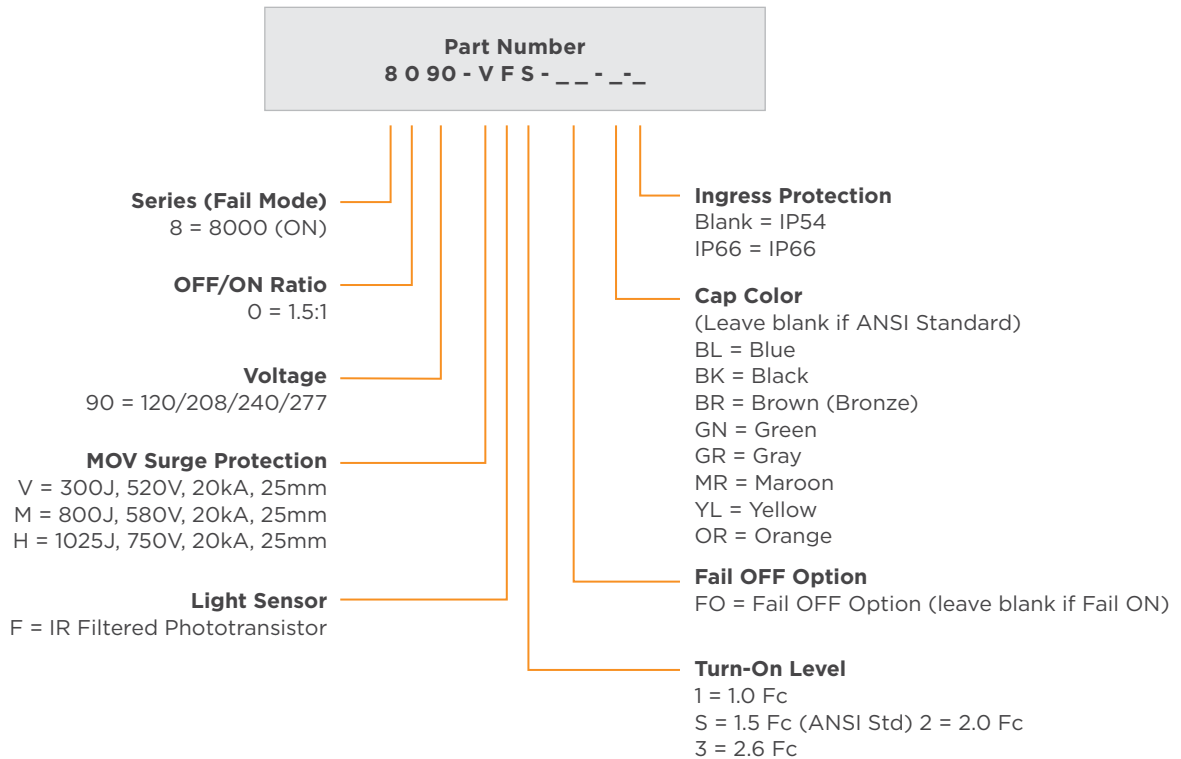 Part Number
8 0 90 - V F S - _ _ - _-_
Series (Fail Mode)
8 = 8000 (ON)
OFF/ON Ratio
0 = 1.5:1
Voltage
90 = 120/208/240/277
MOV Surge Protection
V = 300J, 520V, 20kA, 25mm
M = 800J, 580V, 20kA, 25mm
H = 1025J, 750V, 20kA, 25mm
Light Sensor
F = IR Filtered Phototransistor
Ingress Protection
Blank = IP54
IP66 = IP66
Cap Color
(Leave blank if ANSI Standard)
BL = Blue
BK = Black
BR = Brown (Bronze)
GN = Green
GR = Gray
MR = Maroon
YL = Yellow
OR = Orange
Fail OFF Option
FO = Fail OFF Option (leave blank if Fail ON)
Turn-On Level
1 = 1.0 Fc
S = 1.5 Fc (ANSI Std) 2 = 2.0 Fc
3 = 2.6 Fc